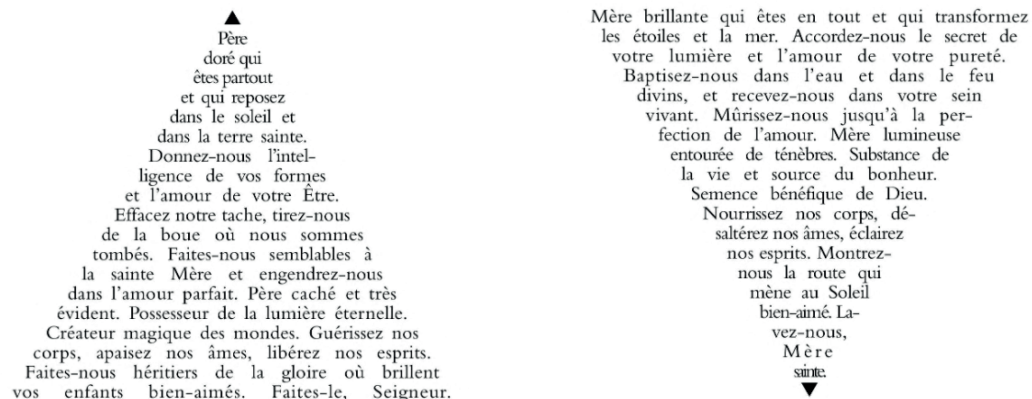 Père
doré qui
êtes partout
et qui reposez
dans le soleil et
dans la terre sainte.
Donnez-nous l'intel-
ligence de vos formes
et l'amour de votre Être.
Effacez notre tache, tirez-nous
de la boue où nous sommes
tombés. Faites-nous semblables à
la sainte Mère et engendrez-nous
dans l'amour parfait. Père caché et très
évident. Possesseur de la lumière éternelle.
Créateur magique des mondes. Guérissez nos
corps, apaisez nos âmes, libérez nos esprits.
Faites-nous héritiers de la gloire où brillent
vos enfants bien-aimés. Faites-le, Seigneur.
Mère brillante qui êtes en tout et qui transformez
les étoiles et la mer. Accordez-nous le secret de
votre lumière et l'amour de votre pureté.
Baptisez-nous dans l'eau et dans le feu
divins, et recevez-nous dans votre sein
vivant. Mûrissez-nous jusqu'à la per-
fection de l'amour. Mère lumineuse
entourée de ténèbres. Substance de
la vie et source du bonheur.
Semence bénéfique de Dieu.
Nourrissez nos corps, dé-
saltérez nos âmes, éclairez
nos esprits. Montrez-
nous la route qui
mène au Soleil
bien-aimé. La-
vez-nous,
Mère
sainte.